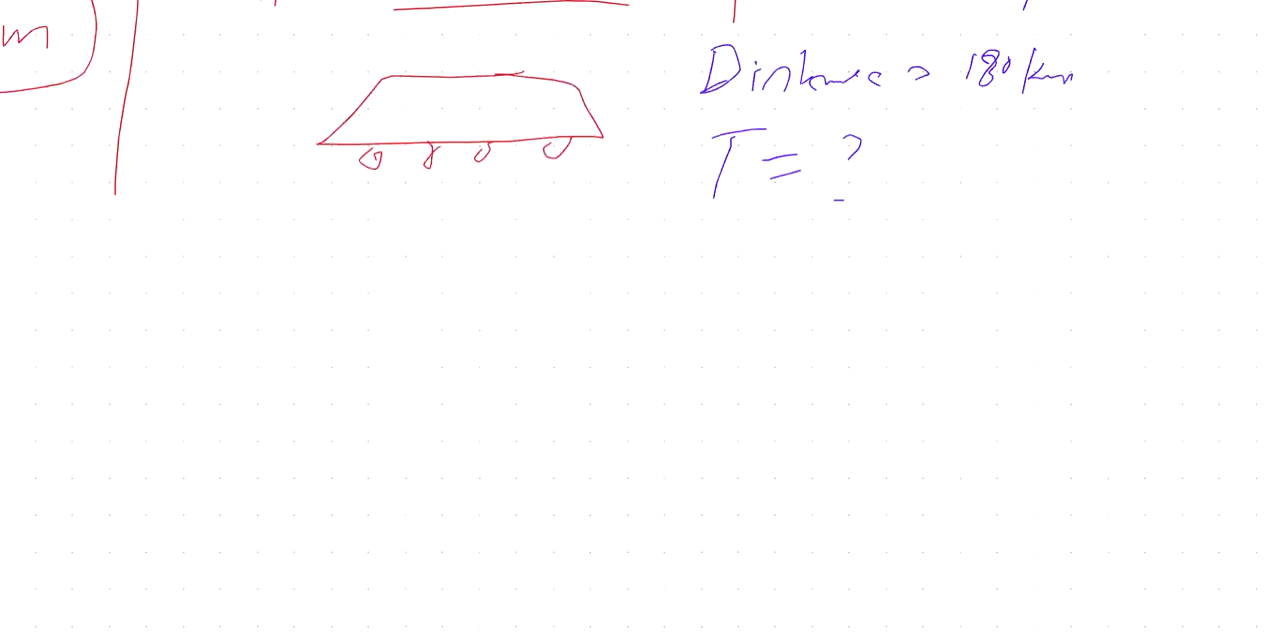 m
Distance = 180 km
T = ?